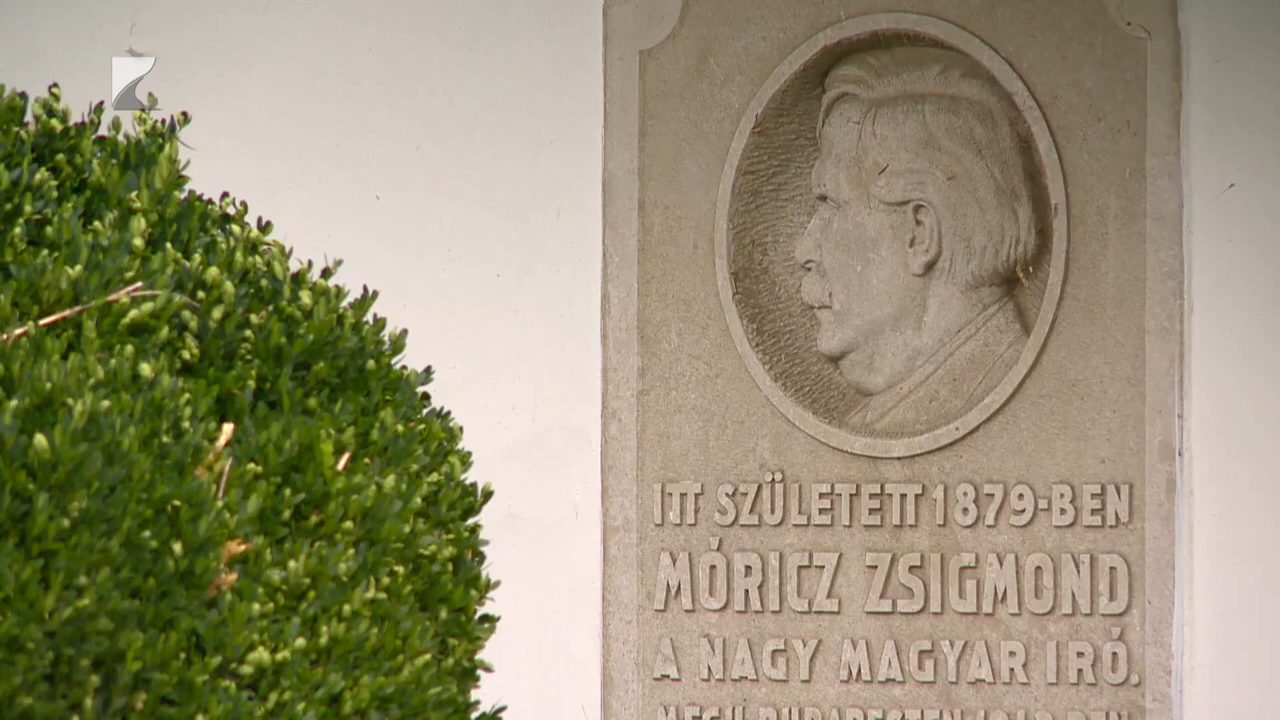 ITT SZÜLETETT 1879-BEN
MÓRICZ ZSIGMOND
A NAGY MAGYAR IRÓ.